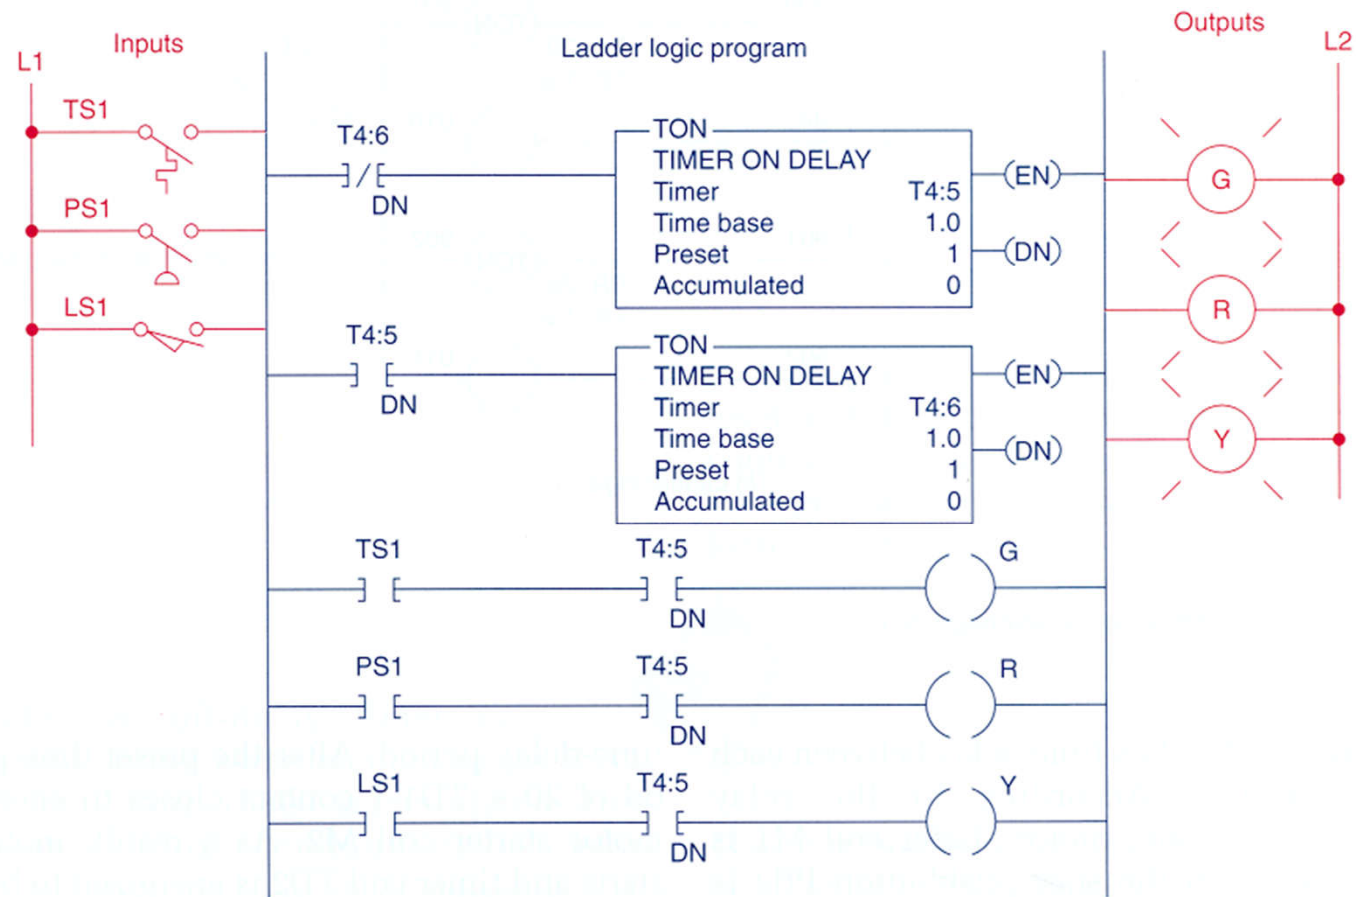 Inputs
Ladder logic program
Outputs
L1
L2
TS1
PS1
LS1
T4:6
DN
TON
TIMER ON DELAY
Timer T4:5
Time base 1.0
Preset 1
Accumulated 0
EN
DN
T4:5
DN
TON
TIMER ON DELAY
Timer T4:6
Time base 1.0
Preset 1
Accumulated 0
EN
DN
G
R
Y
TS1 T4:5 G
DN
PS1 T4:5 R
DN
LS1 T4:5 Y
DN